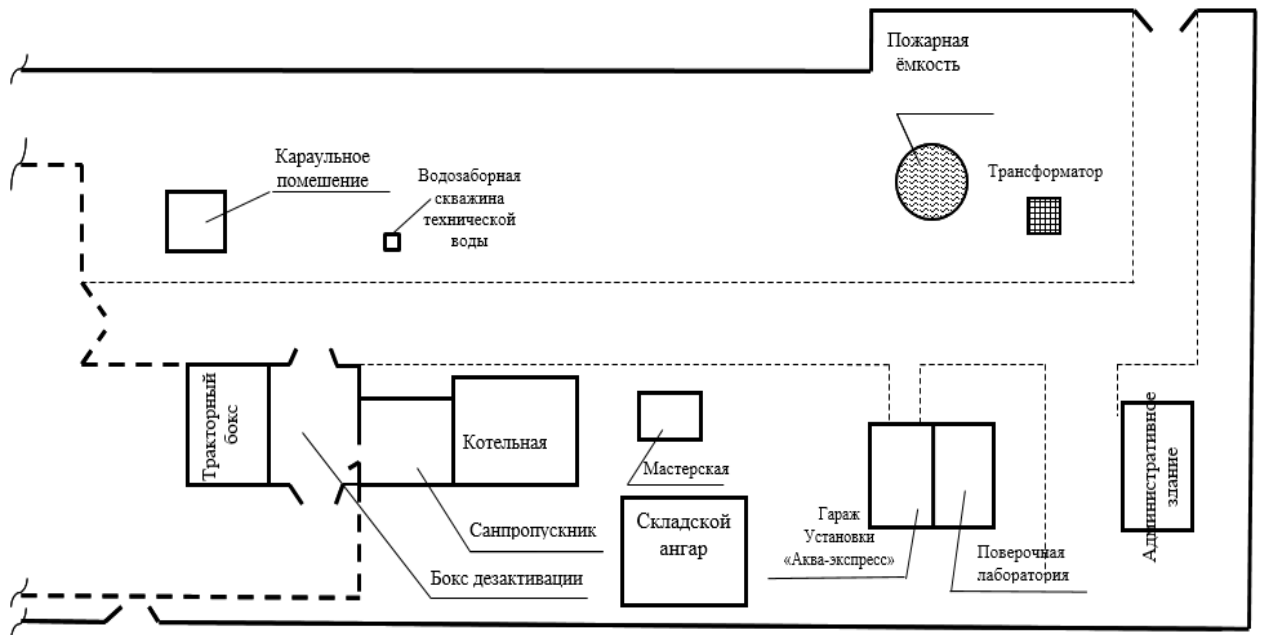 Пожарная
ёмкость
Караульное
помешение
Водозаборная
скважина
технической
воды
Трансформатор
Тракторный
бокс
Котельная
Мастерская
Административное
здание
Санпропускник
Складской
ангар
Гараж
Установки
«Аква-экспресс»
Поверочная
лаборатория
Бокс дезактивации